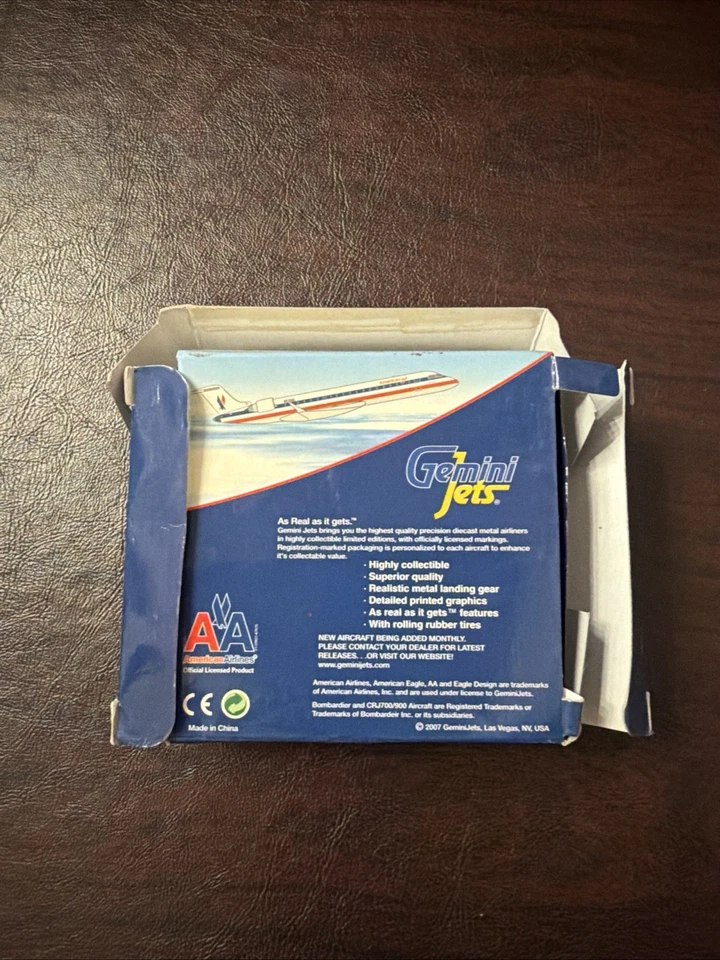 Gemini
Jets®
As Real as it gets.™
Gemini Jets brings you the highest quality precision diecast metal airliners
in highly collectible limited editions, with officially licensed markings.
Registration-marked packaging is personalized to each aircraft to enhance
it's collectable value.
· Highly collectible
· Superior quality
· Realistic metal landing gear
· Detailed printed graphics
· As real as it gets™ features
· With rolling rubber tires
NEW AIRCRAFT BEING ADDED MONTHLY.
PLEASE CONTACT YOUR DEALER FOR LATEST
RELEASES. . .OR VISIT OUR WEBSITE!
www.geminijets.com
AA
AmericanAirlines®
Official Licensed Product
American Airlines, American Eagle, AA and Eagle Design are trademarks
of American Airlines, Inc. and are used under license to GeminiJets.
Bombardier and CRJ700/900 Aircraft are Registered Trademarks or
Trademarks of Bombardeir Inc. or its subsidiaries.
CE
Made in China
© 2007 GeminiJets, Las Vegas, NV, USA